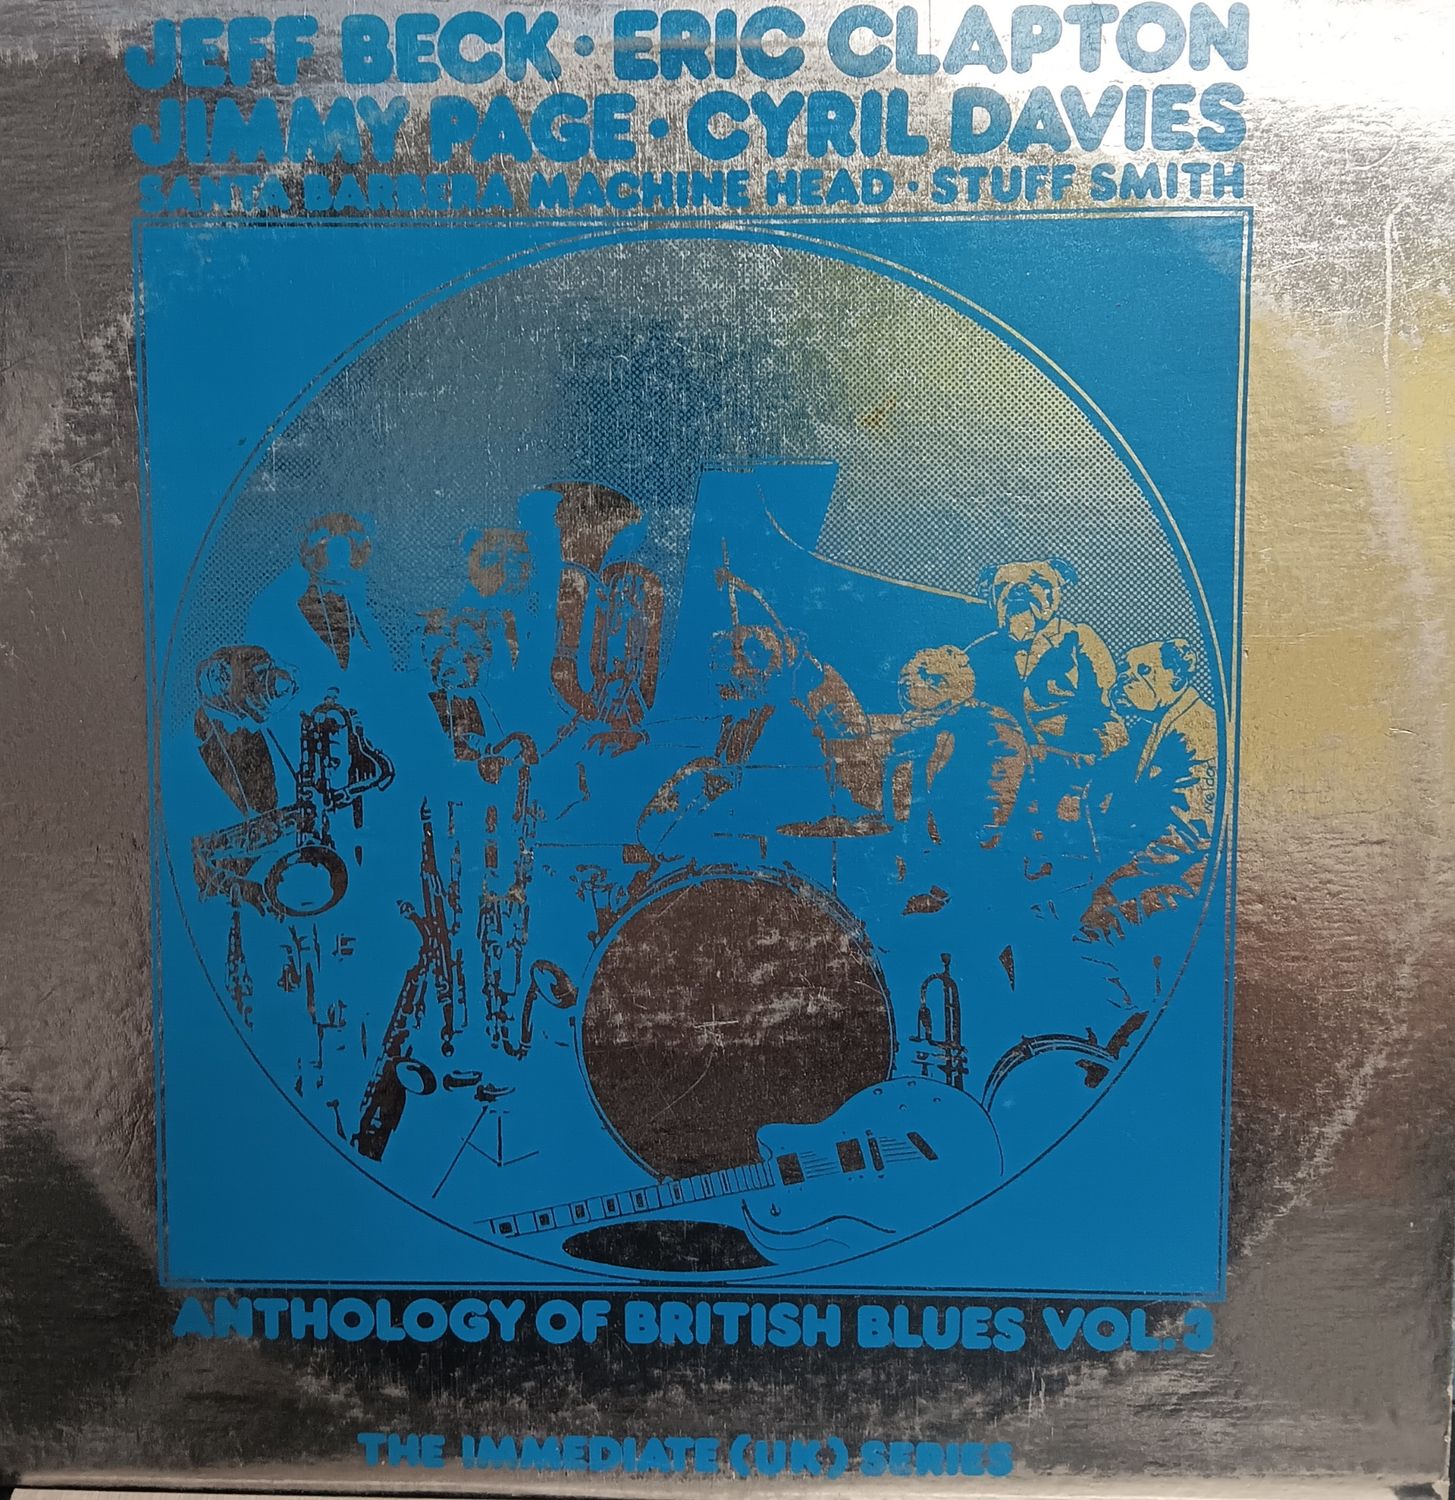 JEFF BECK · ERIC CLAPTON
JIMMY PAGE · CYRIL DAVIES
SANTA BARBERA MACHINE HEAD · STUFF SMITH
ANTHOLOGY OF BRITISH BLUES VOL. 3
THE IMMEDIATE (UK) SERIES